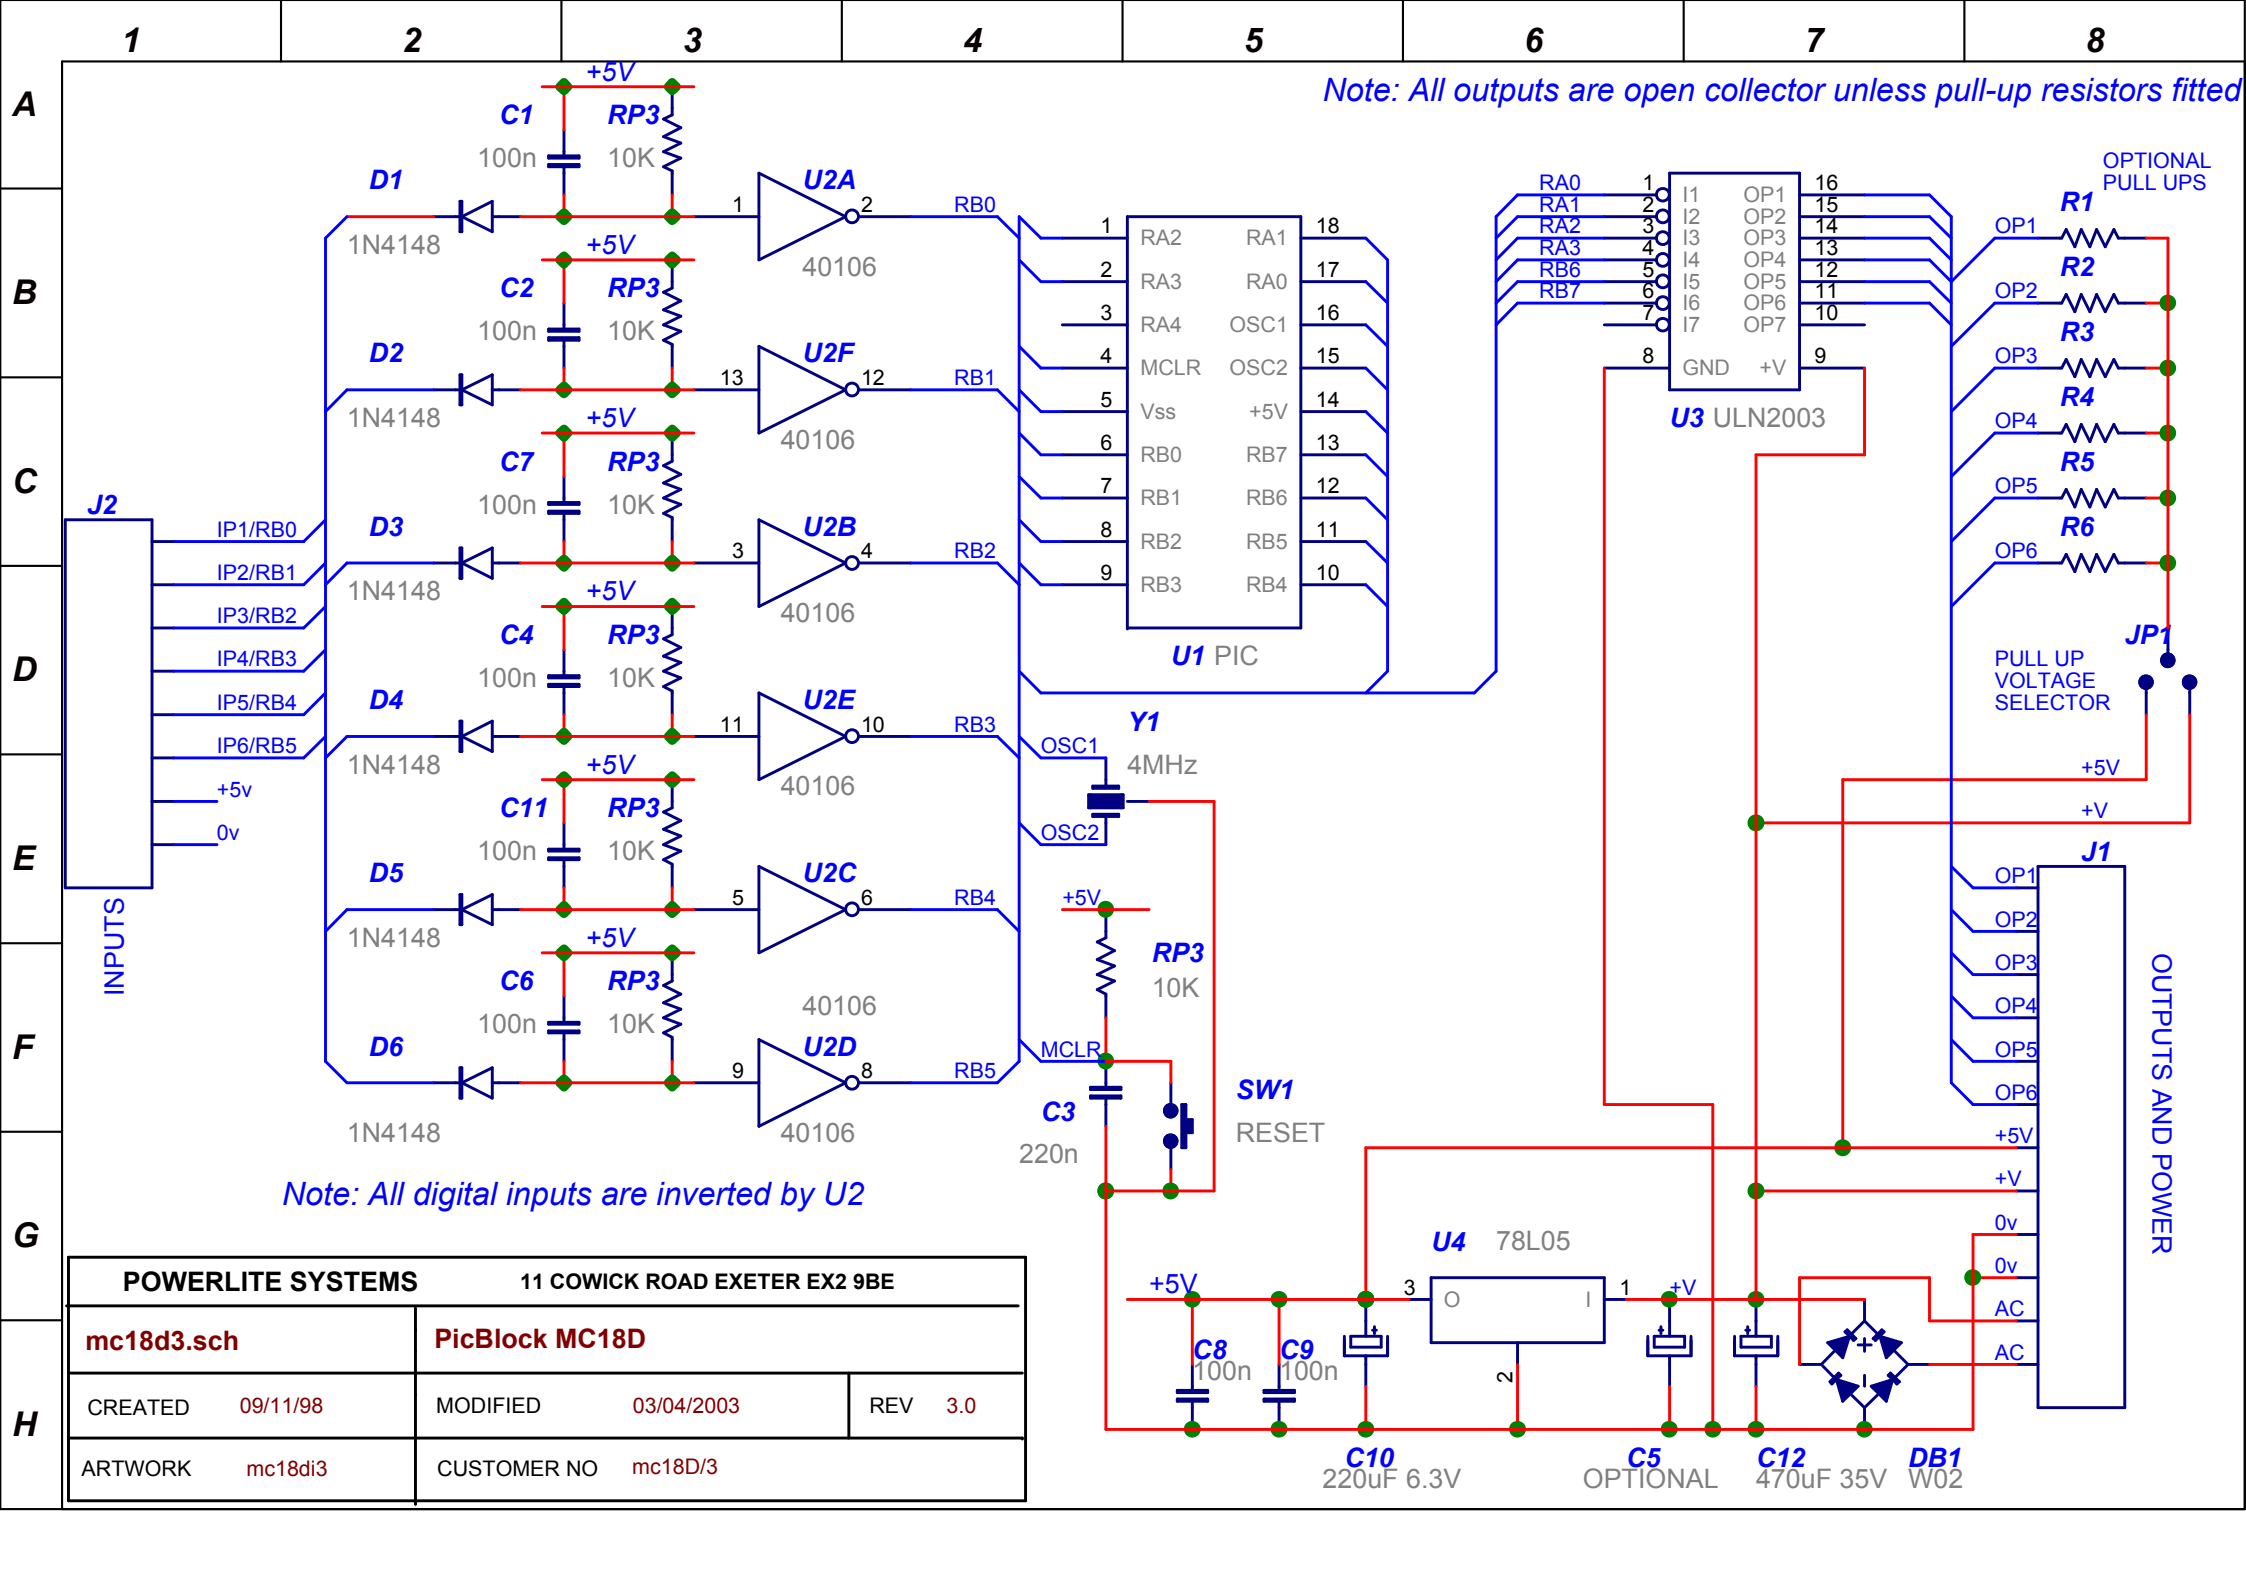 1 2 3 4 5 6 7 8
A
B
C
D
E
F
G
H
Note: All outputs are open collector unless pull-up resistors fitted
J2
IP1/RB0
IP2/RB1
IP3/RB2
IP4/RB3
IP5/RB4
IP6/RB5
+5v
0v
INPUTS
+5V
C1
100n
RP3
10K
D1
1N4148
1
U2A
2
40106
RB0
+5V
C2
100n
RP3
10K
D2
1N4148
13
U2F
12
40106
RB1
+5V
C7
100n
RP3
10K
D3
1N4148
3
U2B
4
40106
RB2
+5V
C4
100n
RP3
10K
D4
1N4148
11
U2E
10
40106
RB3
+5V
C11
100n
RP3
10K
D5
1N4148
5
U2C
6
40106
RB4
+5V
C6
100n
RP3
10K
D6
1N4148
9
U2D
8
40106
40106
RB5
Note: All digital inputs are inverted by U2
1 RA2 RA1 18
2 RA3 RA0 17
3 RA4 OSC1 16
4 MCLR OSC2 15
5 Vss +5V 14
6 RB0 RB7 13
7 RB1 RB6 12
8 RB2 RB5 11
9 RB3 RB4 10
U1 PIC
OSC1
Y1
4MHz
OSC2
+5V
RP3
10K
MCLR
C3
220n
SW1
RESET
RA0 1 I1 OP1 16
RA1 2 I2 OP2 15
RA2 3 I3 OP3 14
RA3 4 I4 OP4 13
RB6 5 I5 OP5 12
RB7 6 I6 OP6 11
7 I7 OP7 10
8 GND +V 9
U3 ULN2003
OPTIONAL
PULL UPS
OP1 R1
OP2 R2
OP3 R3
OP4 R4
OP5 R5
OP6 R6
JP1
PULL UP
VOLTAGE
SELECTOR
+5V
+V
J1
OP1
OP2
OP3
OP4
OP5
OP6
+5V
+V
0v
0v
AC
AC
OUTPUTS AND POWER
U4 78L05
+5V
3 O I 1
2
+V
C8
100n
C9
100n
+
+
+
+
C10
220uF 6.3V
C5
OPTIONAL
C12
470uF 35V
DB1
W02
POWERLITE SYSTEMS 11 COWICK ROAD EXETER EX2 9BE
mc18d3.sch PicBlock MC18D
CREATED 09/11/98 MODIFIED 03/04/2003 REV 3.0
ARTWORK mc18di3 CUSTOMER NO mc18D/3